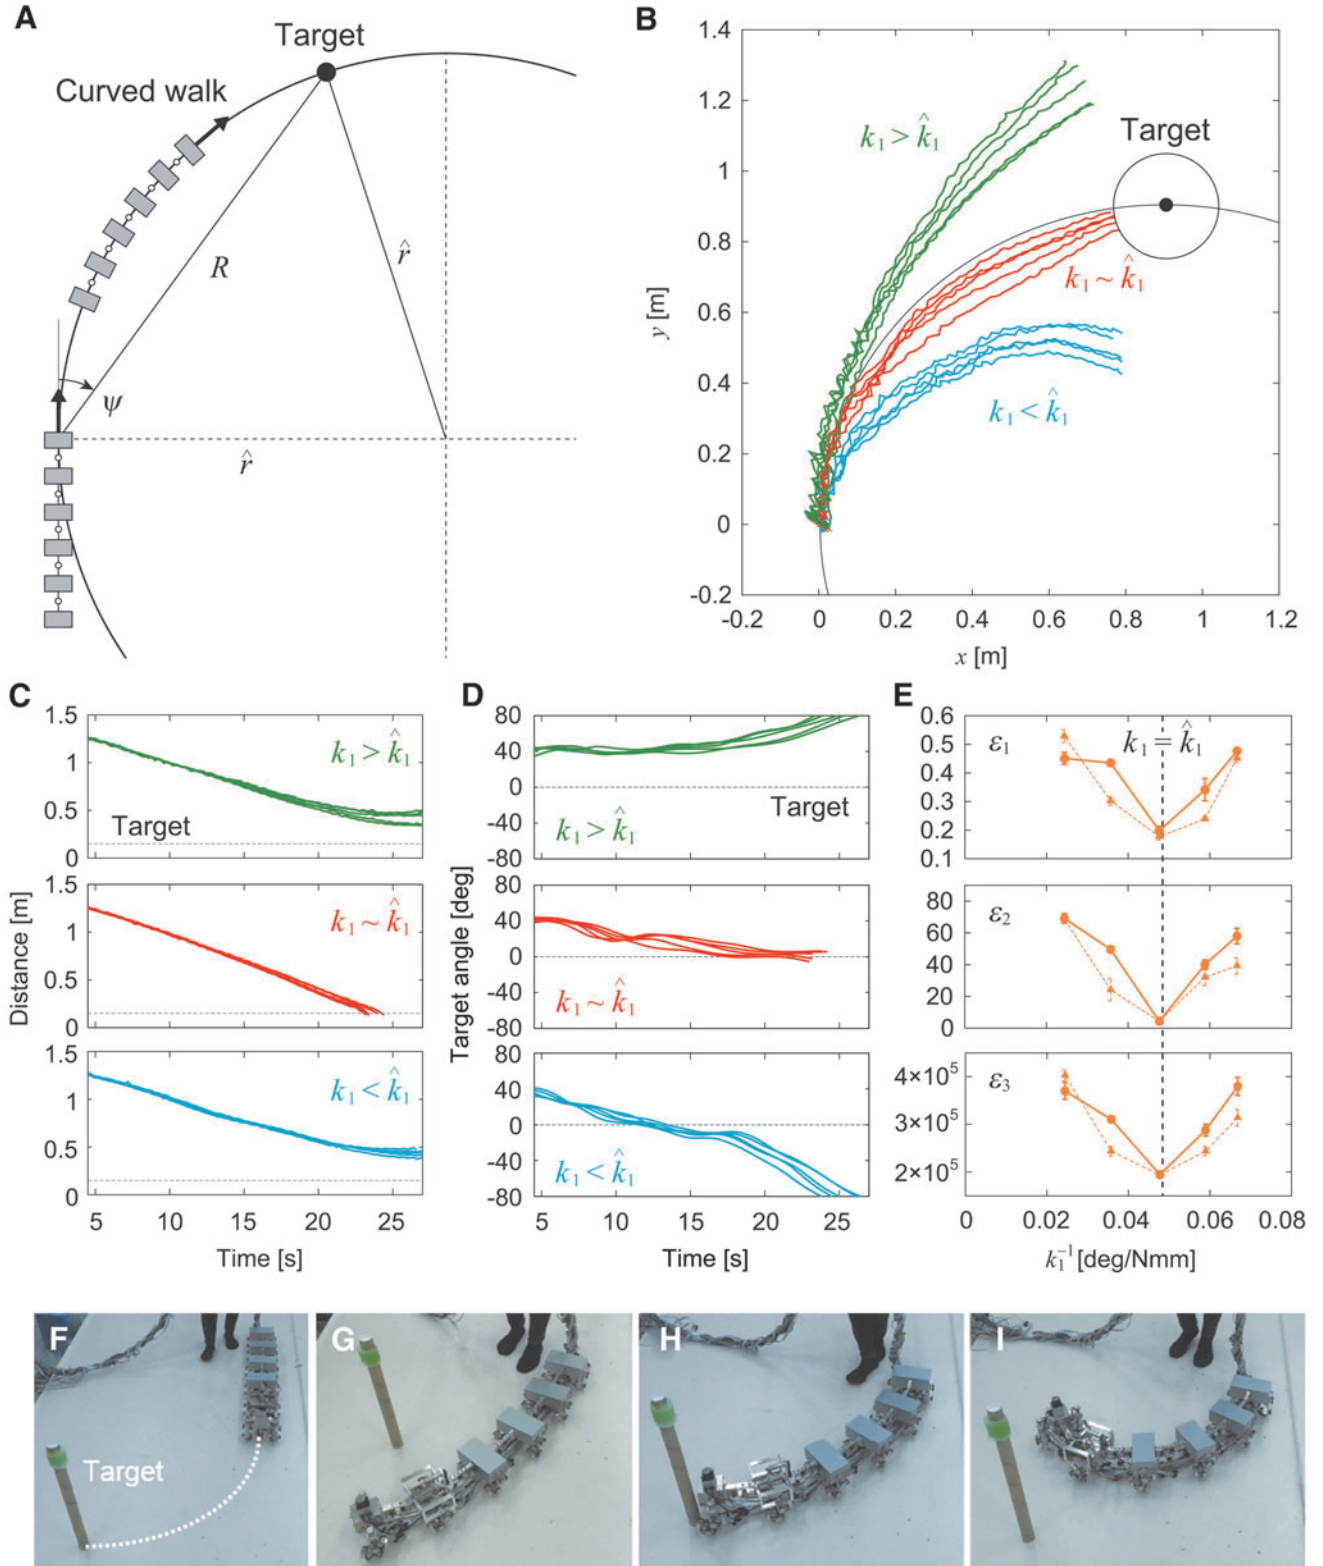 A
Target
Curved walk
R
r̂
ψ
r̂
B
1.4
1.2
1
0.8
0.6
0.4
0.2
0
-0.2
y [m]
k₁ > k̂₁
Target
k₁ ~ k̂₁
k₁ < k̂₁
-0.2 0 0.2 0.4 0.6 0.8 1 1.2
x [m]
C
1.5
1
0.5
0
k₁ > k̂₁
Target
1.5
1
0.5
0
k₁ ~ k̂₁
Distance [m]
1.5
1
0.5
0
k₁ < k̂₁
5 10 15 20 25
Time [s]
D
80
40
0
-40
-80
Target
k₁ > k̂₁
80
40
0
-40
-80
k₁ ~ k̂₁
Target angle [deg]
80
40
0
-40
-80
k₁ < k̂₁
5 10 15 20 25
Time [s]
E
0.6
0.5
0.4
0.3
0.2
0.1
ε₁
k₁ = k̂₁
80
60
40
20
0
ε₂
4×10⁵
3×10⁵
2×10⁵
ε₃
0 0.02 0.04 0.06 0.08
k₁⁻¹ [deg/Nmm]
F
Target
G
H
I